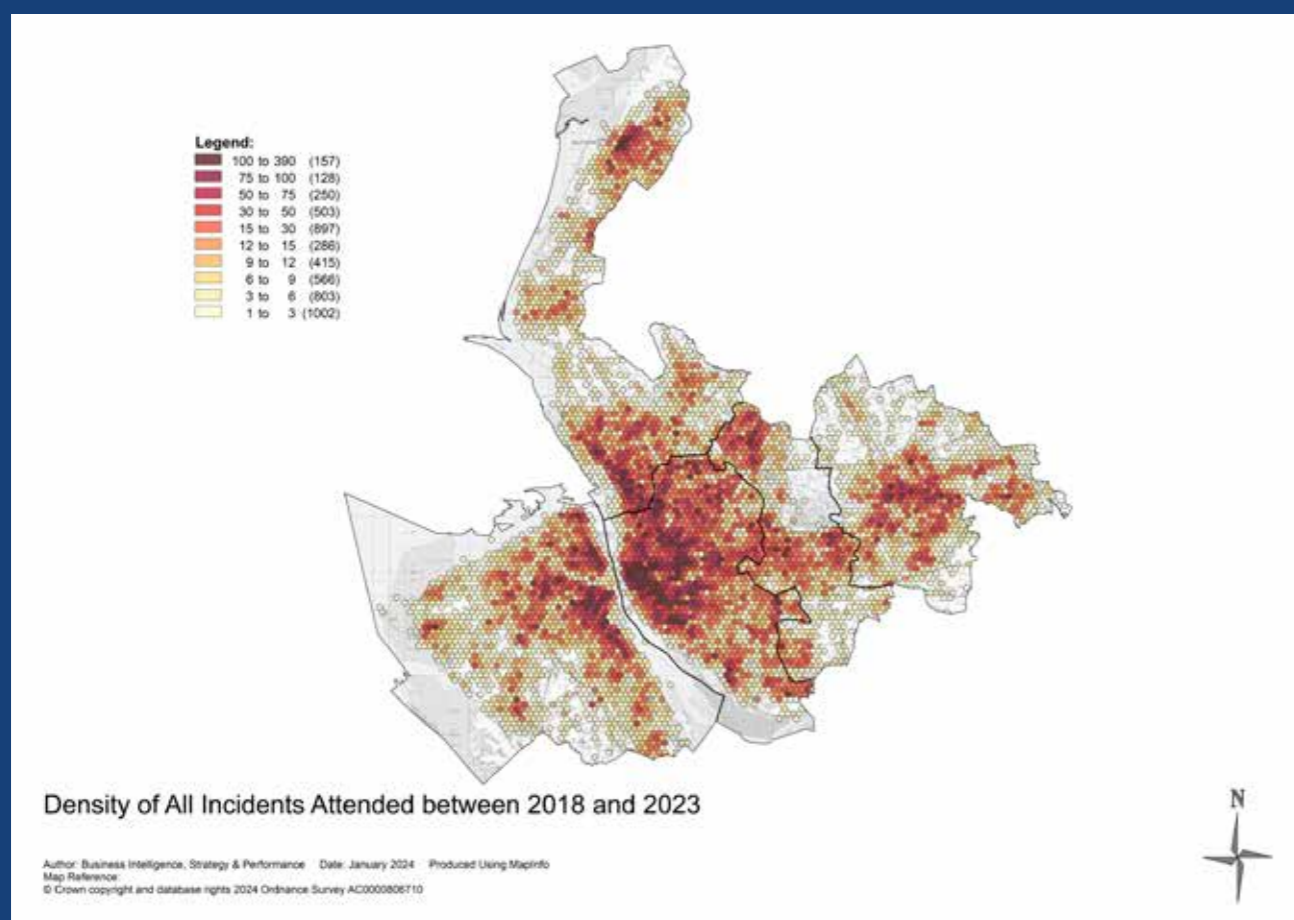 Legend:
100 to 390 (157)
75 to 100 (128)
50 to 75 (250)
30 to 50 (503)
15 to 30 (897)
12 to 15 (286)
9 to 12 (415)
6 to 9 (566)
3 to 6 (803)
1 to 3 (1002)
Density of All Incidents Attended between 2018 and 2023
N
Author: Business Intelligence, Strategy & Performance Date: January 2024 Produced Using MapInfo
Map Reference:
© Crown copyright and database rights 2024 Ordnance Survey AC0000806710